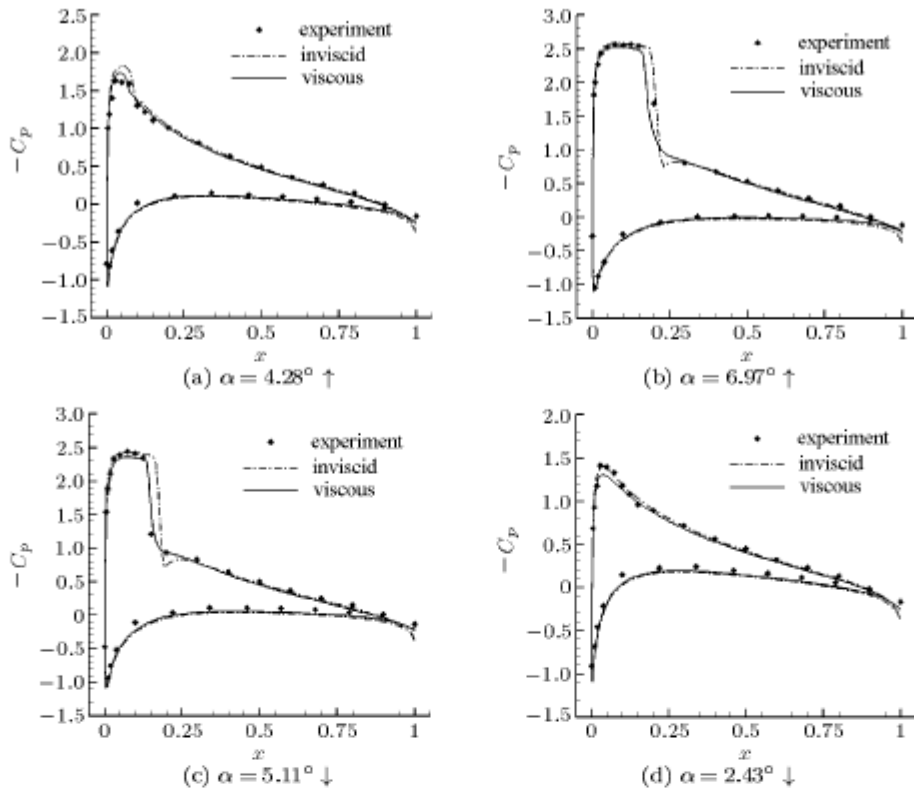 2.5
2.0
1.5
1.0
0.5
0
−0.5
−1.0
−1.5
−Cp
experiment
inviscid
viscous
0 0.25 0.5 0.75 1
x
(a) α = 4.28° ↑
3.0
2.5
2.0
1.5
1.0
0.5
0
−0.5
−1.0
−1.5
−Cp
experiment
inviscid
viscous
0 0.25 0.5 0.75 1
x
(b) α = 6.97° ↑
3.0
2.5
2.0
1.5
1.0
0.5
0
−0.5
−1.0
−1.5
−Cp
experiment
inviscid
viscous
0 0.25 0.5 0.75 1
x
(c) α = 5.11° ↓
2.0
1.5
1.0
0.5
0
−0.5
−1.0
−1.5
−Cp
experiment
inviscid
viscous
0 0.25 0.5 0.75 1
x
(d) α = 2.43° ↓